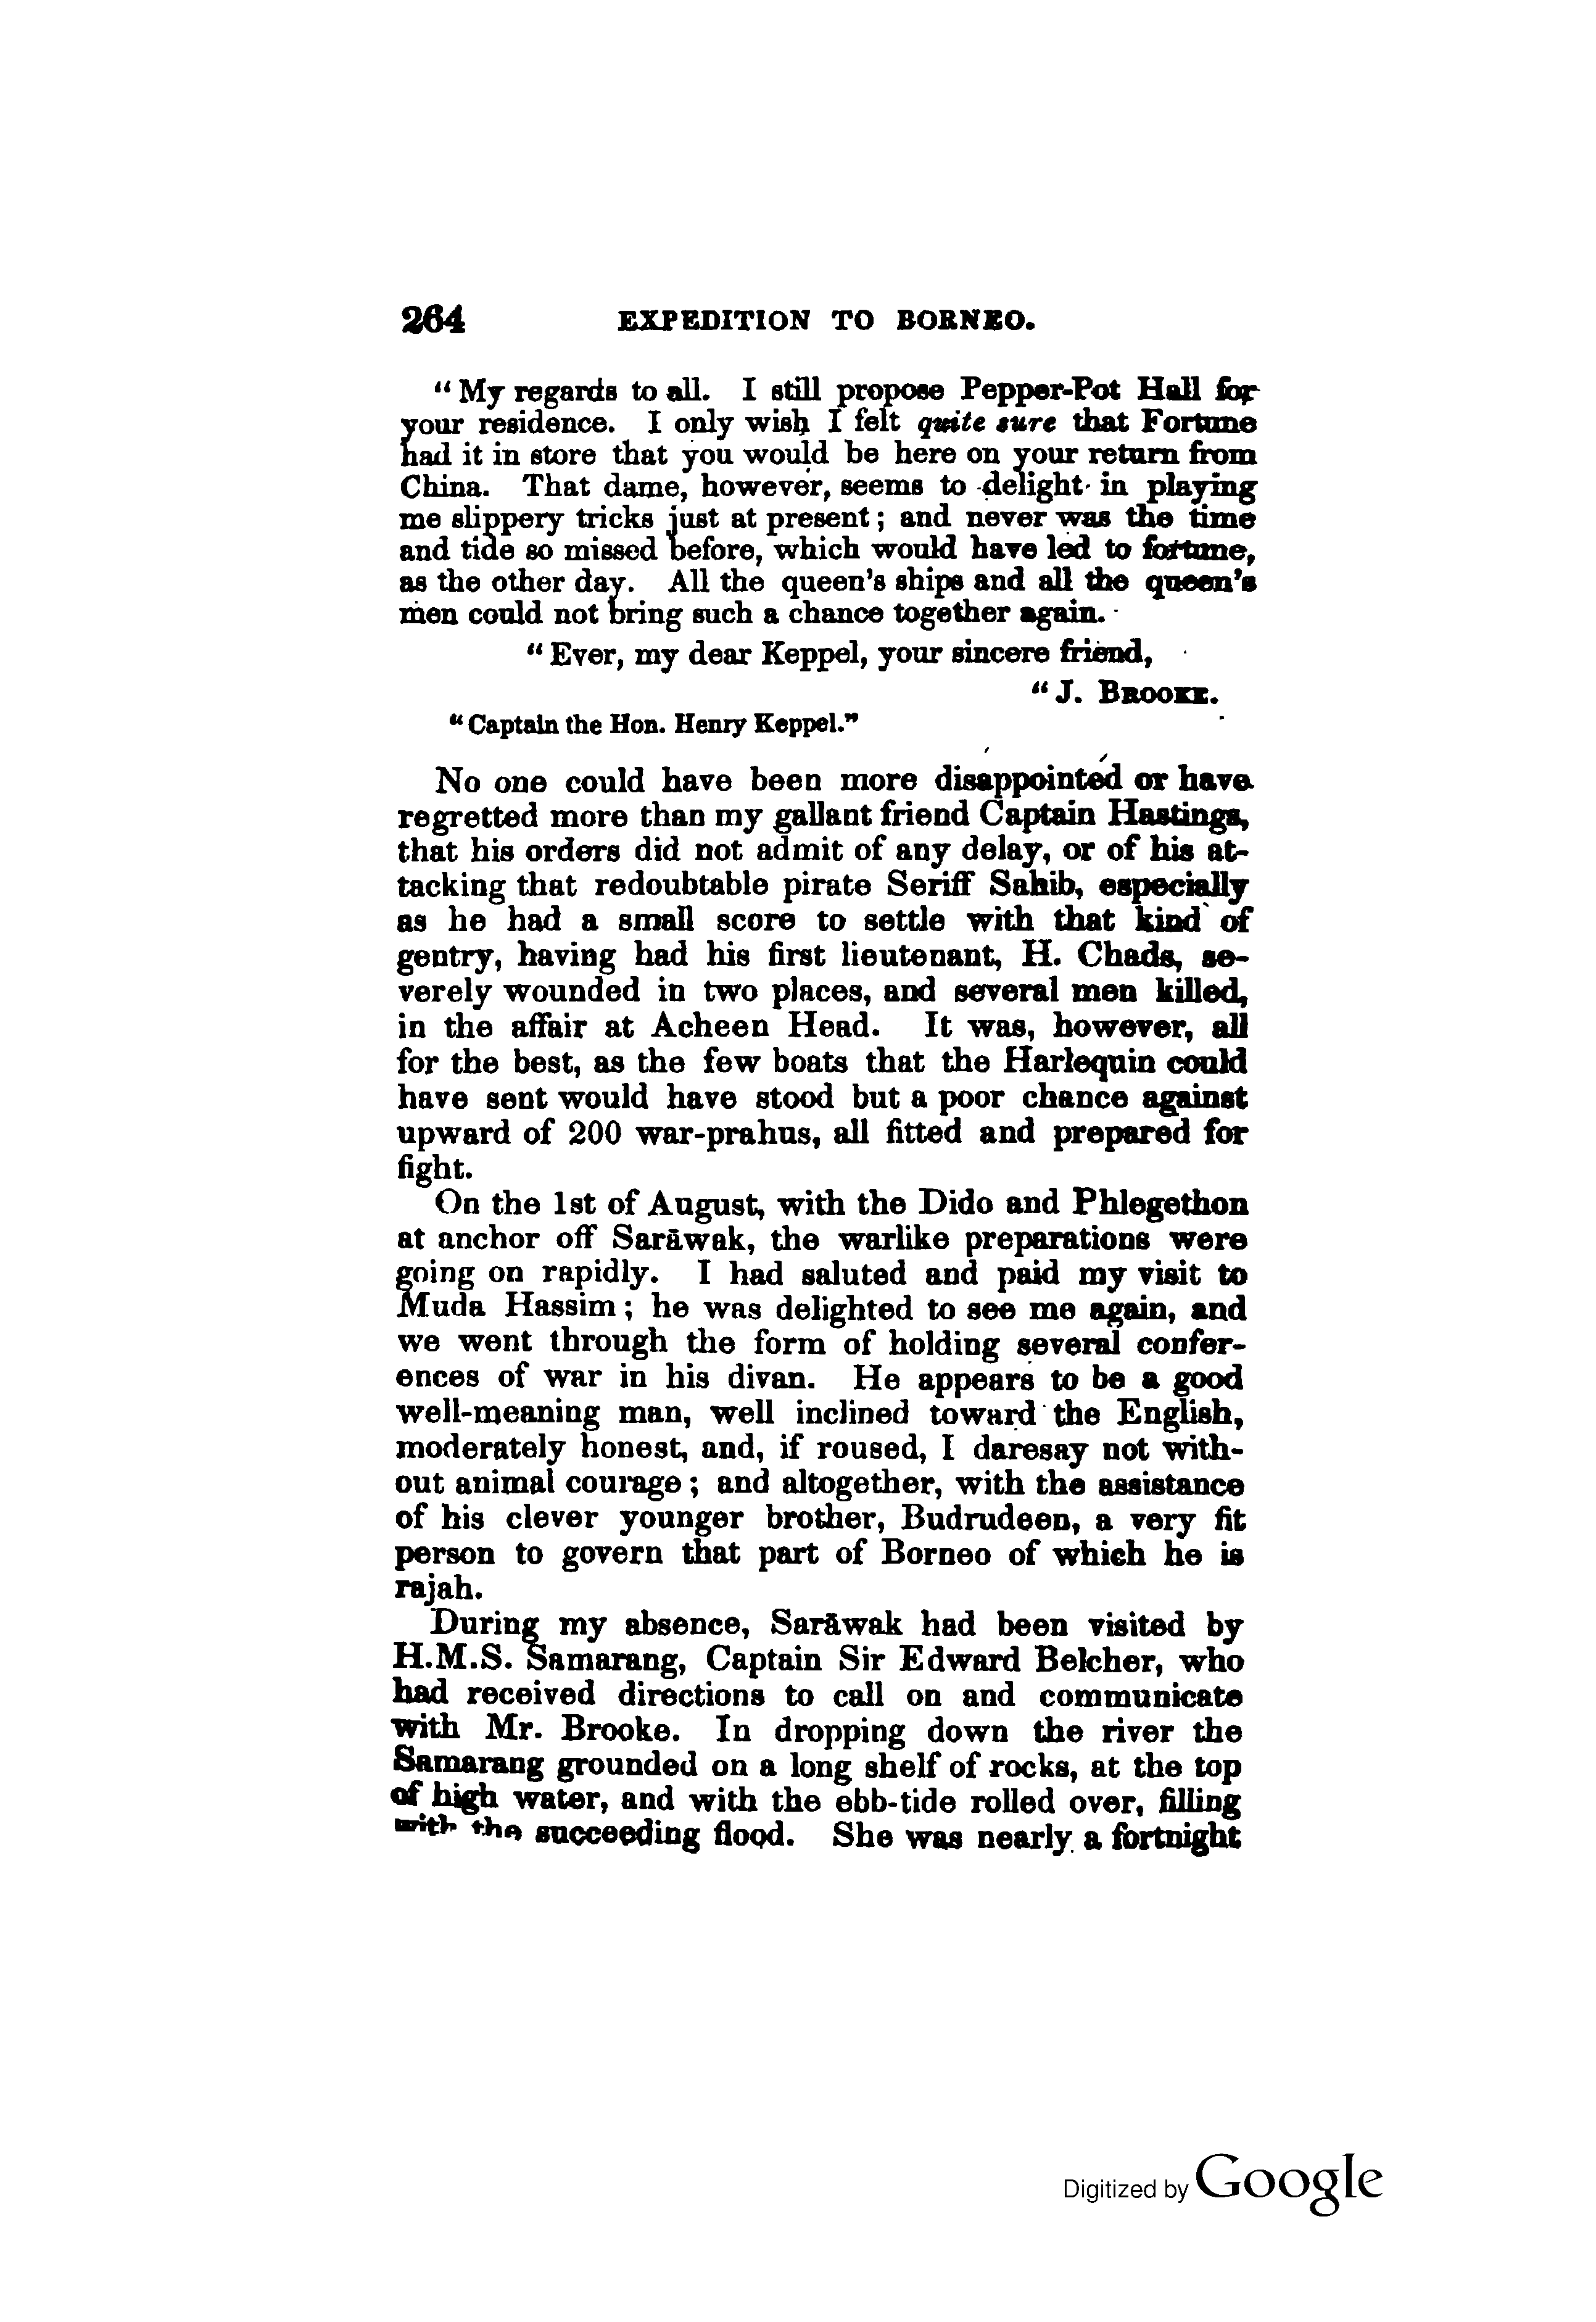 264 EXPEDITION TO BORNEO.
“ My regards to all. I still propose Pepper-Pot Hall for
your residence. I only wish I felt quite sure that Fortune
had it in store that you would be here on your return from
China. That dame, however, seems to delight in playing
me slippery tricks just at present ; and never was the time
and tide so missed before, which would have led to fortune,
as the other day. All the queen’s ships and all the queen’s
men could not bring such a chance together again.
“ Ever, my dear Keppel, your sincere friend,
“ J. BROOKE.
“ Captain the Hon. Henry Keppel.”
No one could have been more disappointed or have
regretted more than my gallant friend Captain Hastings,
that his orders did not admit of any delay, or of his at-
tacking that redoubtable pirate Seriff Sahib, especially
as he had a small score to settle with that kind of
gentry, having had his first lieutenant, H. Chads, se-
verely wounded in two places, and several men killed,
in the affair at Acheen Head. It was, however, all
for the best, as the few boats that the Harlequin could
have sent would have stood but a poor chance against
upward of 200 war-prahus, all fitted and prepared for
fight.
On the 1st of August, with the Dido and Phlegethon
at anchor off Sarāwak, the warlike preparations were
going on rapidly. I had saluted and paid my visit to
Muda Hassim ; he was delighted to see me again, and
we went through the form of holding several confer-
ences of war in his divan. He appears to be a good
well-meaning man, well inclined toward the English,
moderately honest, and, if roused, I daresay not with-
out animal courage ; and altogether, with the assistance
of his clever younger brother, Budrudeen, a very fit
person to govern that part of Borneo of which he is
rajah.
During my absence, Sarāwak had been visited by
H.M.S. Samarang, Captain Sir Edward Belcher, who
had received directions to call on and communicate
with Mr. Brooke. In dropping down the river the
Samarang grounded on a long shelf of rocks, at the top
of high water, and with the ebb-tide rolled over, filling
with the succeeding flood. She was nearly a fortnight
Digitized by Google